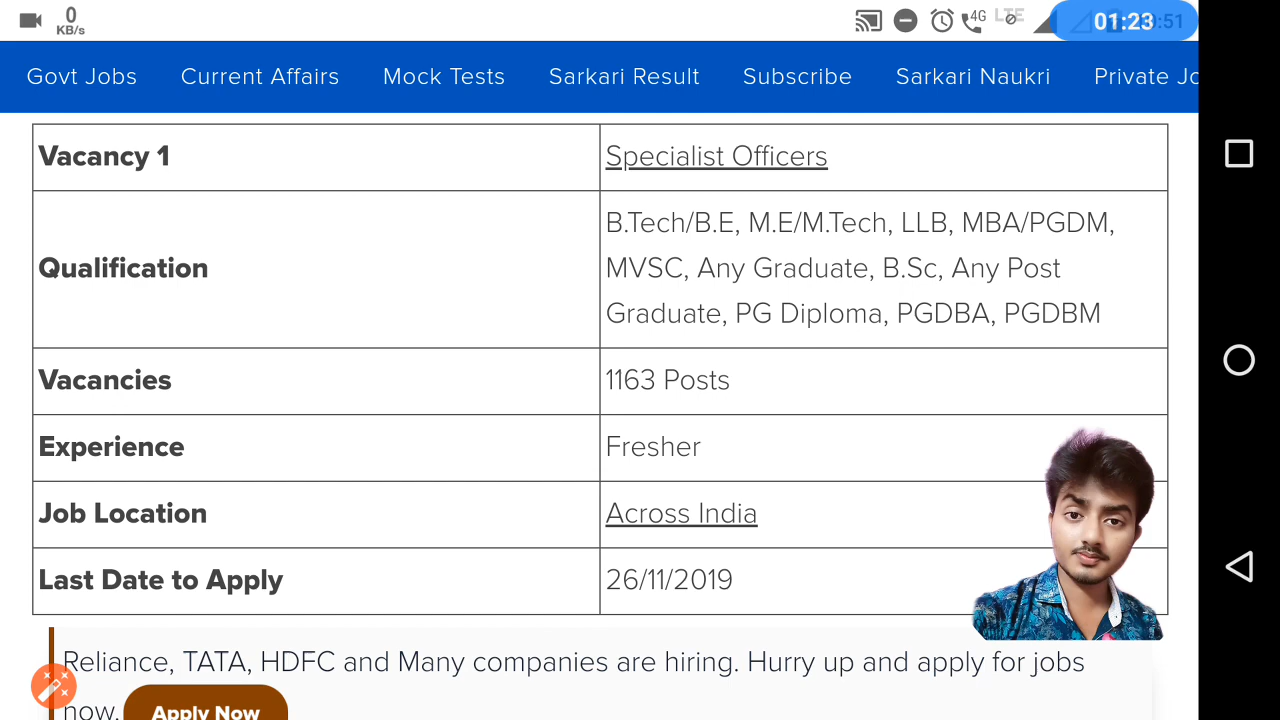 0
KB/s
4G
LTE
01:23
:51
Govt Jobs Current Affairs Mock Tests Sarkari Result Subscribe Sarkari Naukri Private Jo
Vacancy 1 Specialist Officers
Qualification B.Tech/B.E, M.E/M.Tech, LLB, MBA/PGDM,
MVSC, Any Graduate, B.Sc, Any Post
Graduate, PG Diploma, PGDBA, PGDBM
Vacancies 1163 Posts
Experience Fresher
Job Location Across India
Last Date to Apply 26/11/2019
Reliance, TATA, HDFC and Many companies are hiring. Hurry up and apply for jobs
now. Apply Now